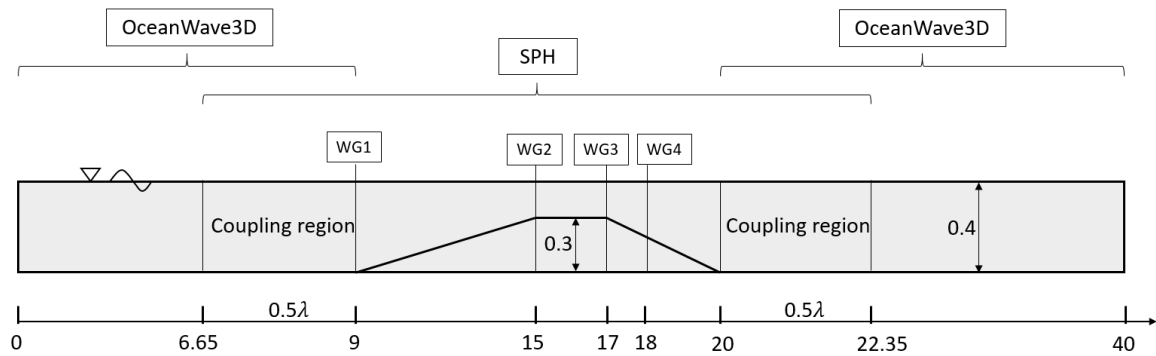 OceanWave3D
OceanWave3D
SPH
WG1
WG2
WG3
WG4
Coupling region
0.3
Coupling region
0.4
0.5λ
0.5λ
0
6.65
9
15
17
18
20
22.35
40